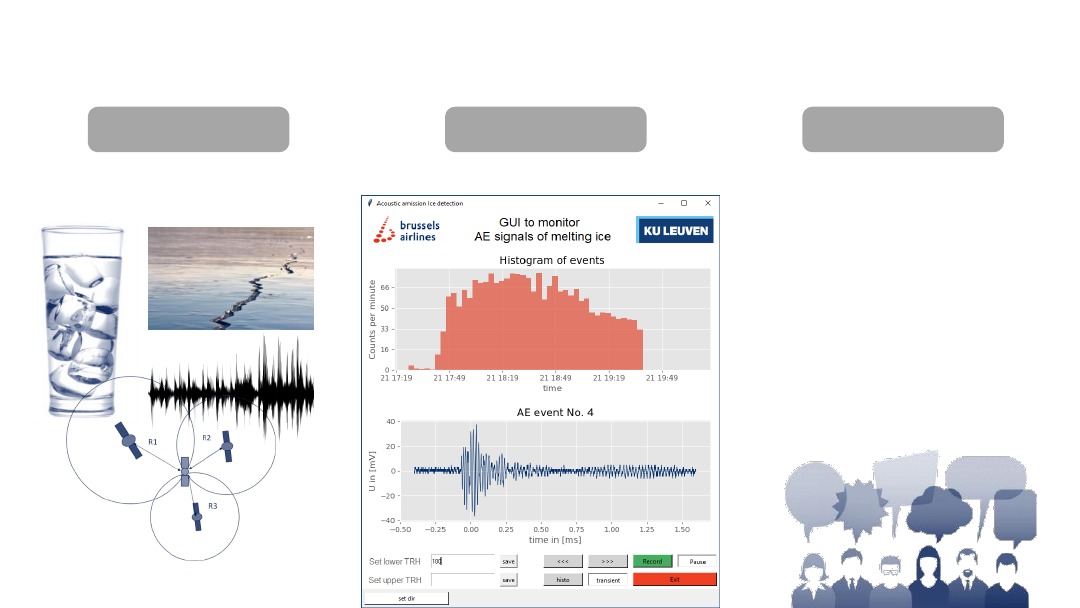 Acoustic amission Ice detection
brussels
airlines
GUI to monitor
AE signals of melting ice
KU LEUVEN
Histogram of events
Counts per minute
66
50
33
16
0
21 17:19
21 17:49
21 18:19
21 18:49
21 19:19
21 19:49
time
AE event No. 4
U in [mV]
40
20
0
−20
−40
−0.50
−0.25
0.00
0.25
0.50
0.75
1.00
1.25
1.50
time in [ms]
Set lower TRH
100
save
<<<
>>>
Record
Pause
Set upper TRH
save
histo
transient
Exit
set dir
R1
R2
R3